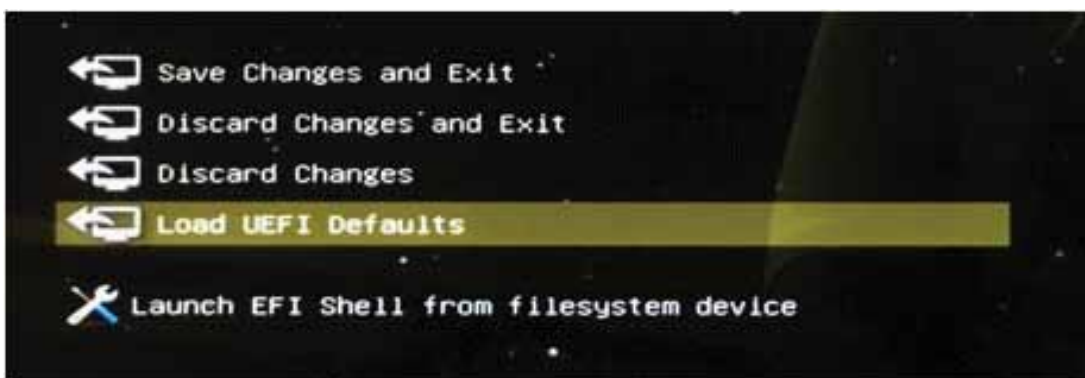 Save Changes and Exit
Discard Changes and Exit
Discard Changes
Load UEFI Defaults
Launch EFI Shell from filesystem device